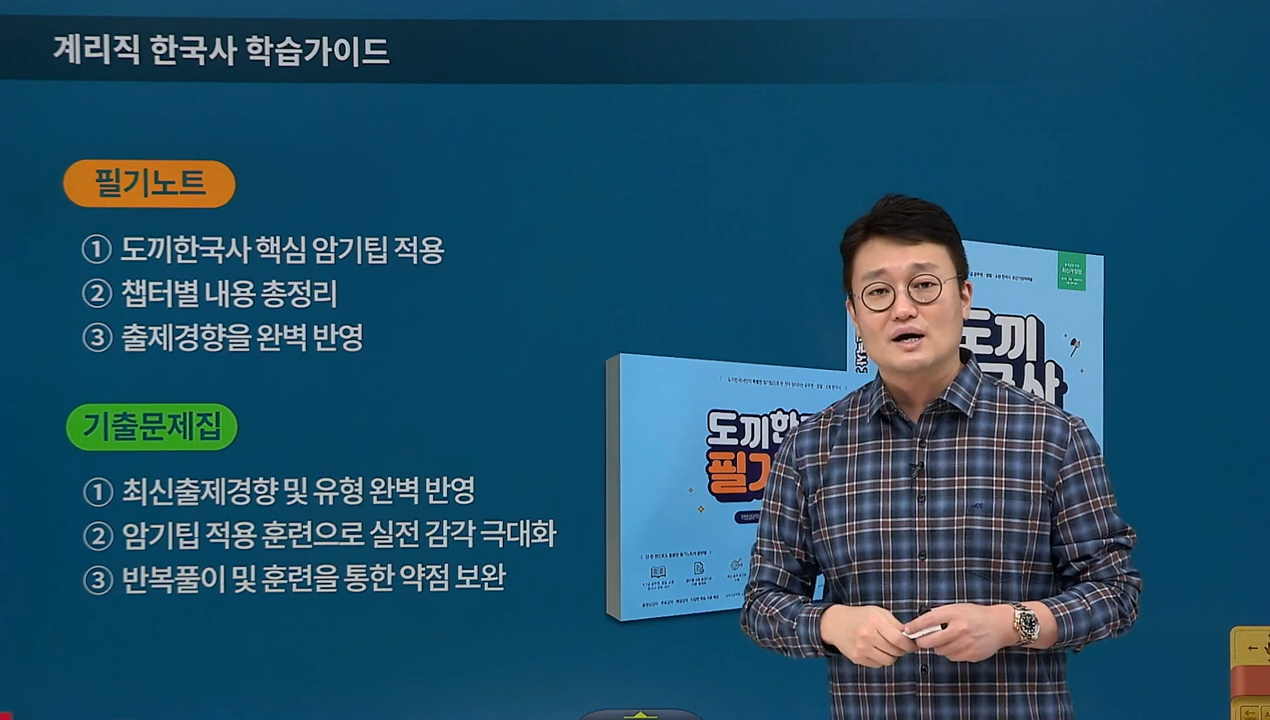 계리직 한국사 학습가이드
필기노트
① 도끼한국사 핵심 암기팁 적용
② 챕터별 내용 총정리
③ 출제경향을 완벽 반영
기출문제집
① 최신출제경향 및 유형 완벽 반영
② 암기팁 적용 훈련으로 실전 감각 극대화
③ 반복풀이 및 훈련을 통한 약점 보완
최신개정판
도끼
도끼한